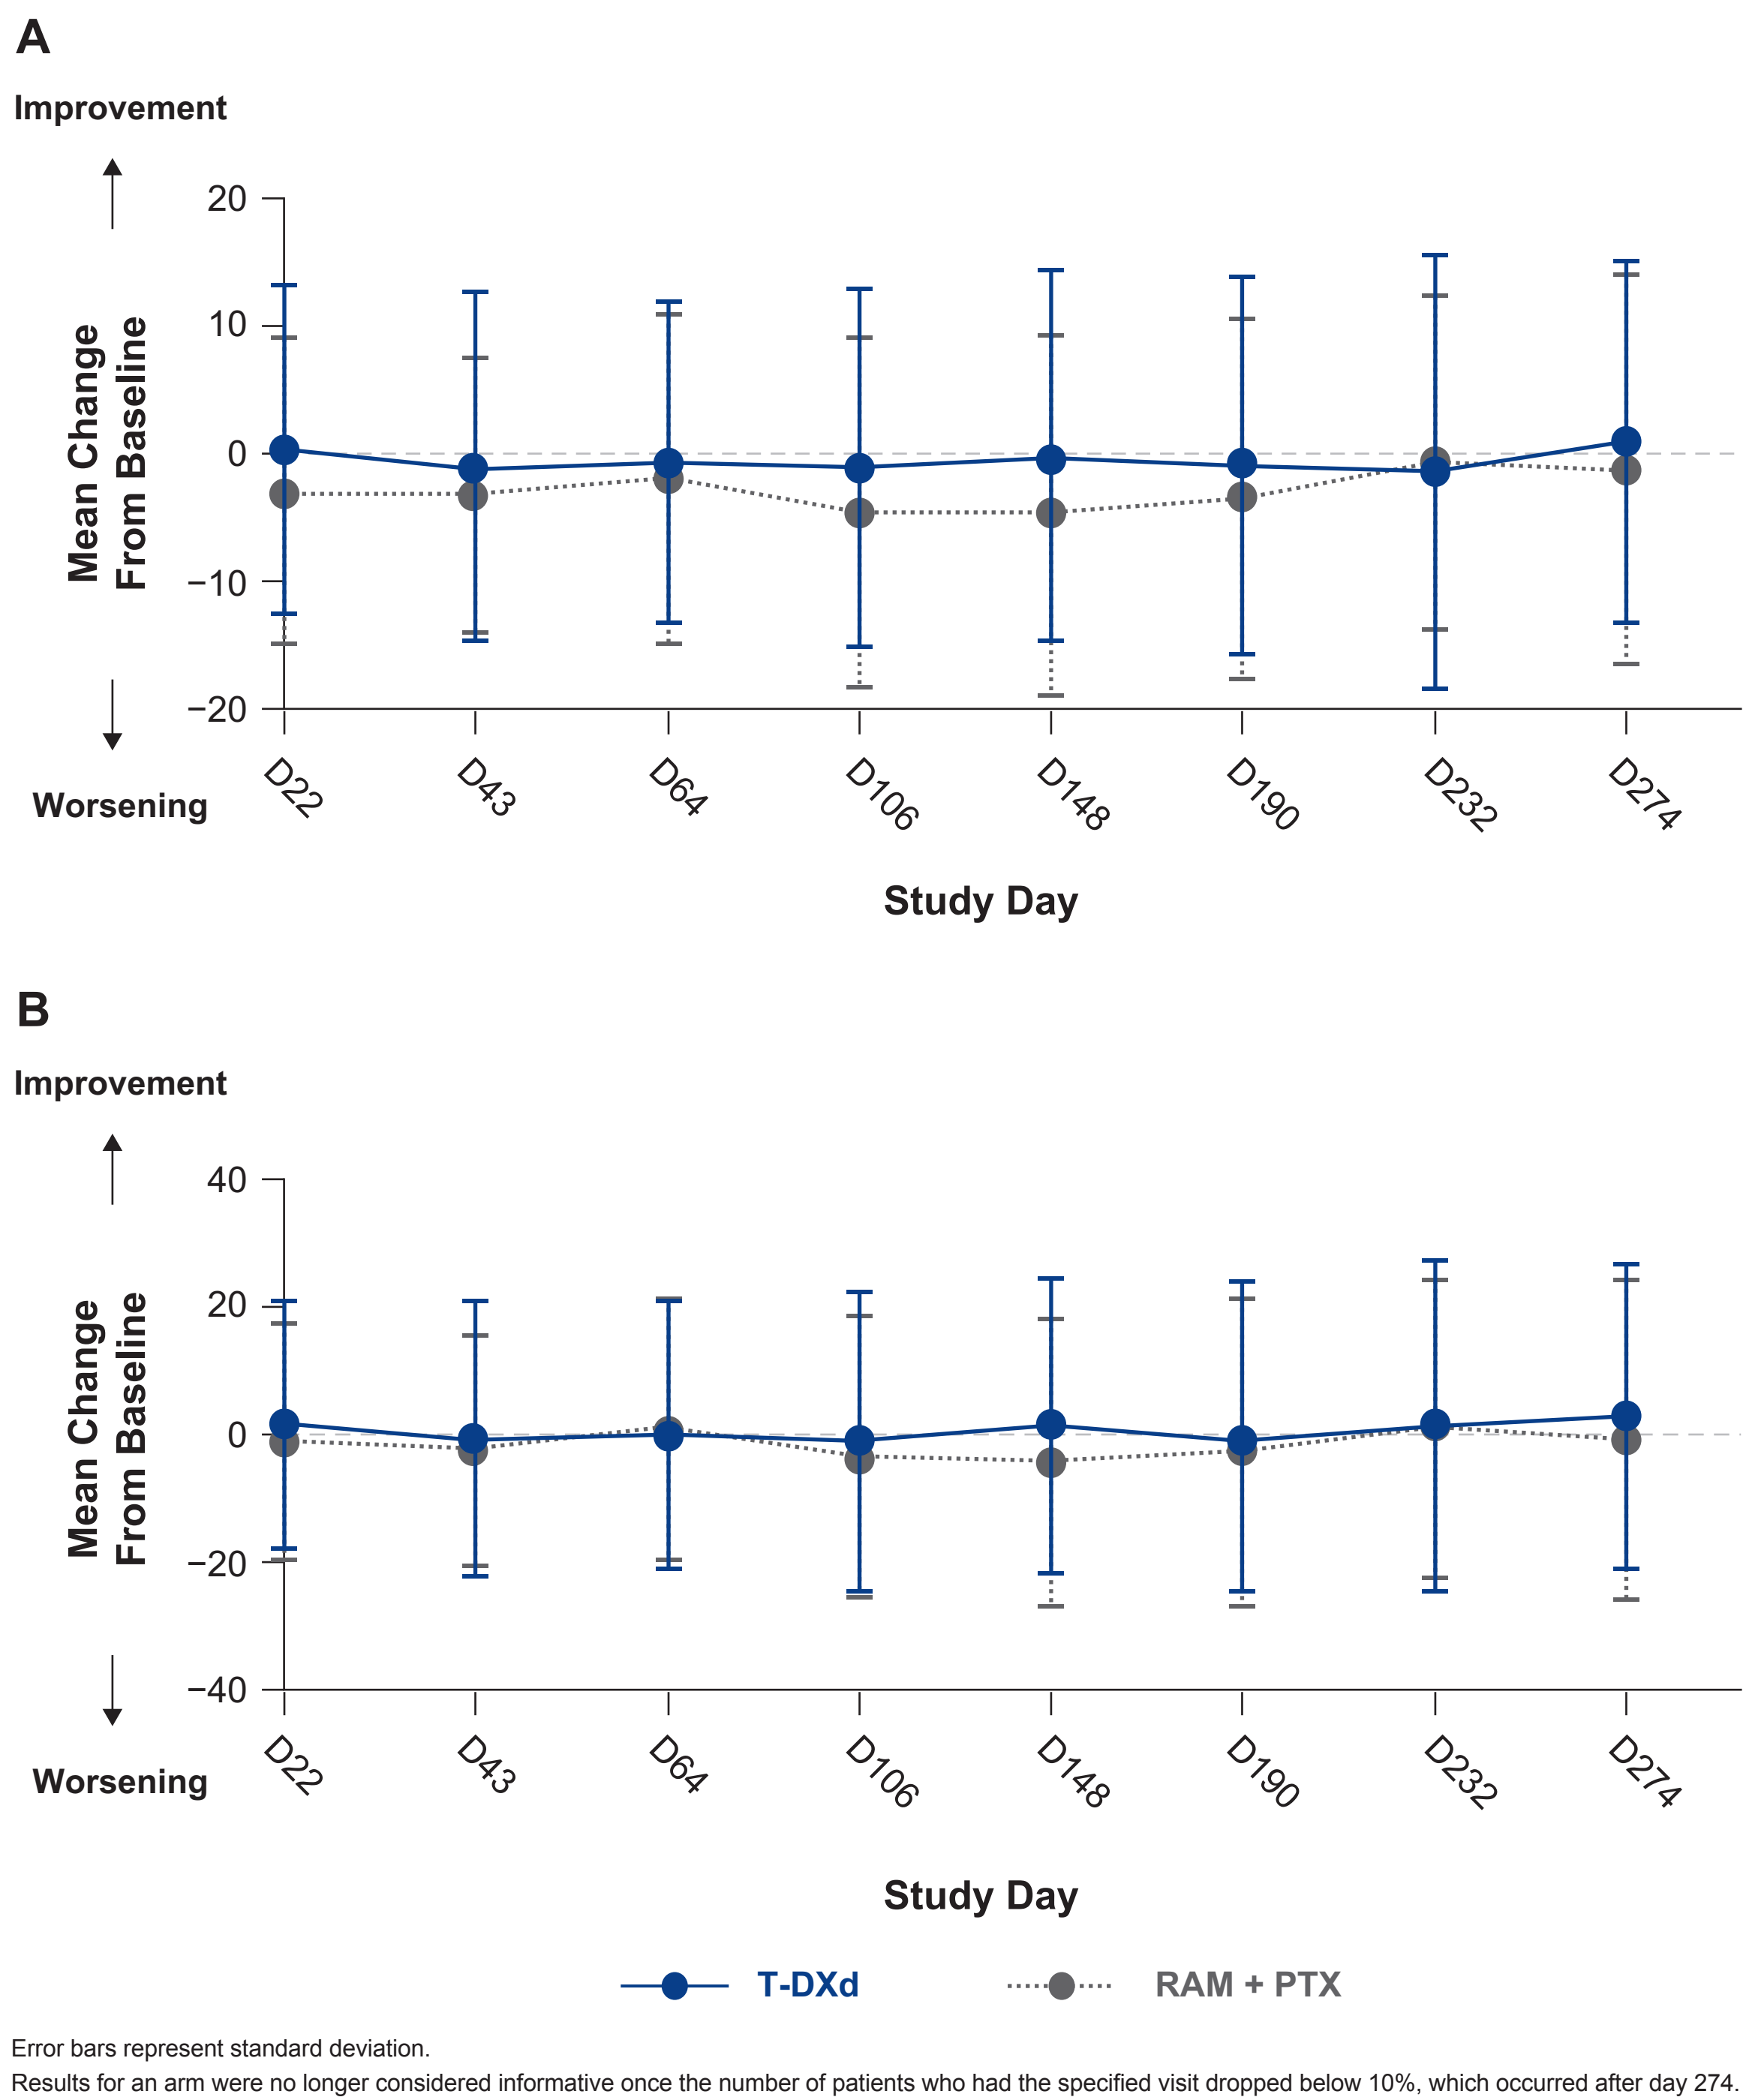 A
Improvement
20
10
0
−10
−20
Mean Change
From Baseline
Worsening
D22 D43 D64 D106 D148 D190 D232 D274
Study Day
B
Improvement
40
20
0
−20
−40
Mean Change
From Baseline
Worsening
D22 D43 D64 D106 D148 D190 D232 D274
Study Day
T-DXd RAM + PTX
Error bars represent standard deviation.
Results for an arm were no longer considered informative once the number of patients who had the specified visit dropped below 10%, which occurred after day 274.